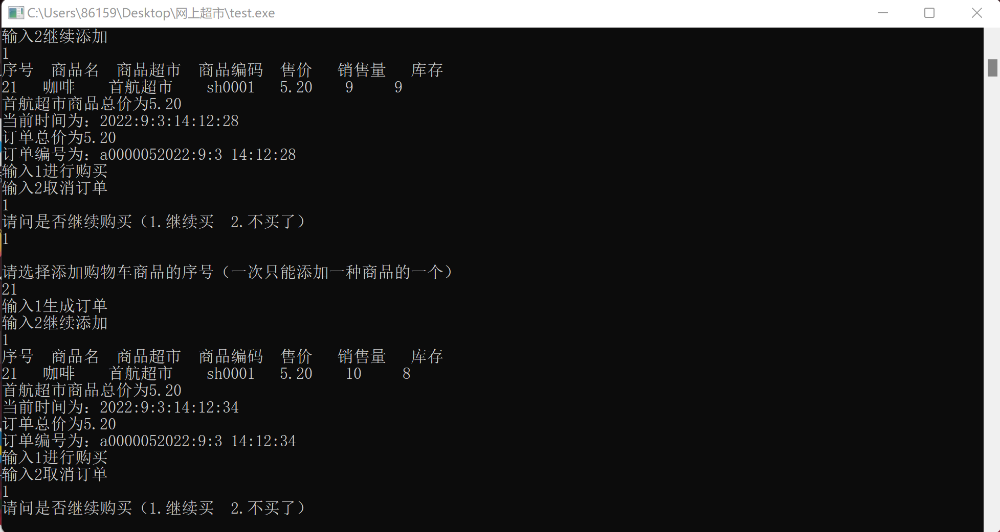 C:\Users\86159\Desktop\网上超市\test.exe
输入2继续添加
1
序号  商品名  商品超市  商品编码  售价   销售量   库存
21   咖啡    首航超市    sh0001   5.20    9     9
首航超市商品总价为5.20
当前时间为：2022:9:3:14:12:28
订单总价为5.20
订单编号为：a0000052022:9:3 14:12:28
输入1进行购买
输入2取消订单
1
请问是否继续购买（1.继续买  2.不买了）
1
请选择添加购物车商品的序号（一次只能添加一种商品的一个）
21
输入1生成订单
输入2继续添加
1
序号  商品名  商品超市  商品编码  售价   销售量   库存
21   咖啡    首航超市    sh0001   5.20    10     8
首航超市商品总价为5.20
当前时间为：2022:9:3:14:12:34
订单总价为5.20
订单编号为：a0000052022:9:3 14:12:34
输入1进行购买
输入2取消订单
1
请问是否继续购买（1.继续买  2.不买了）